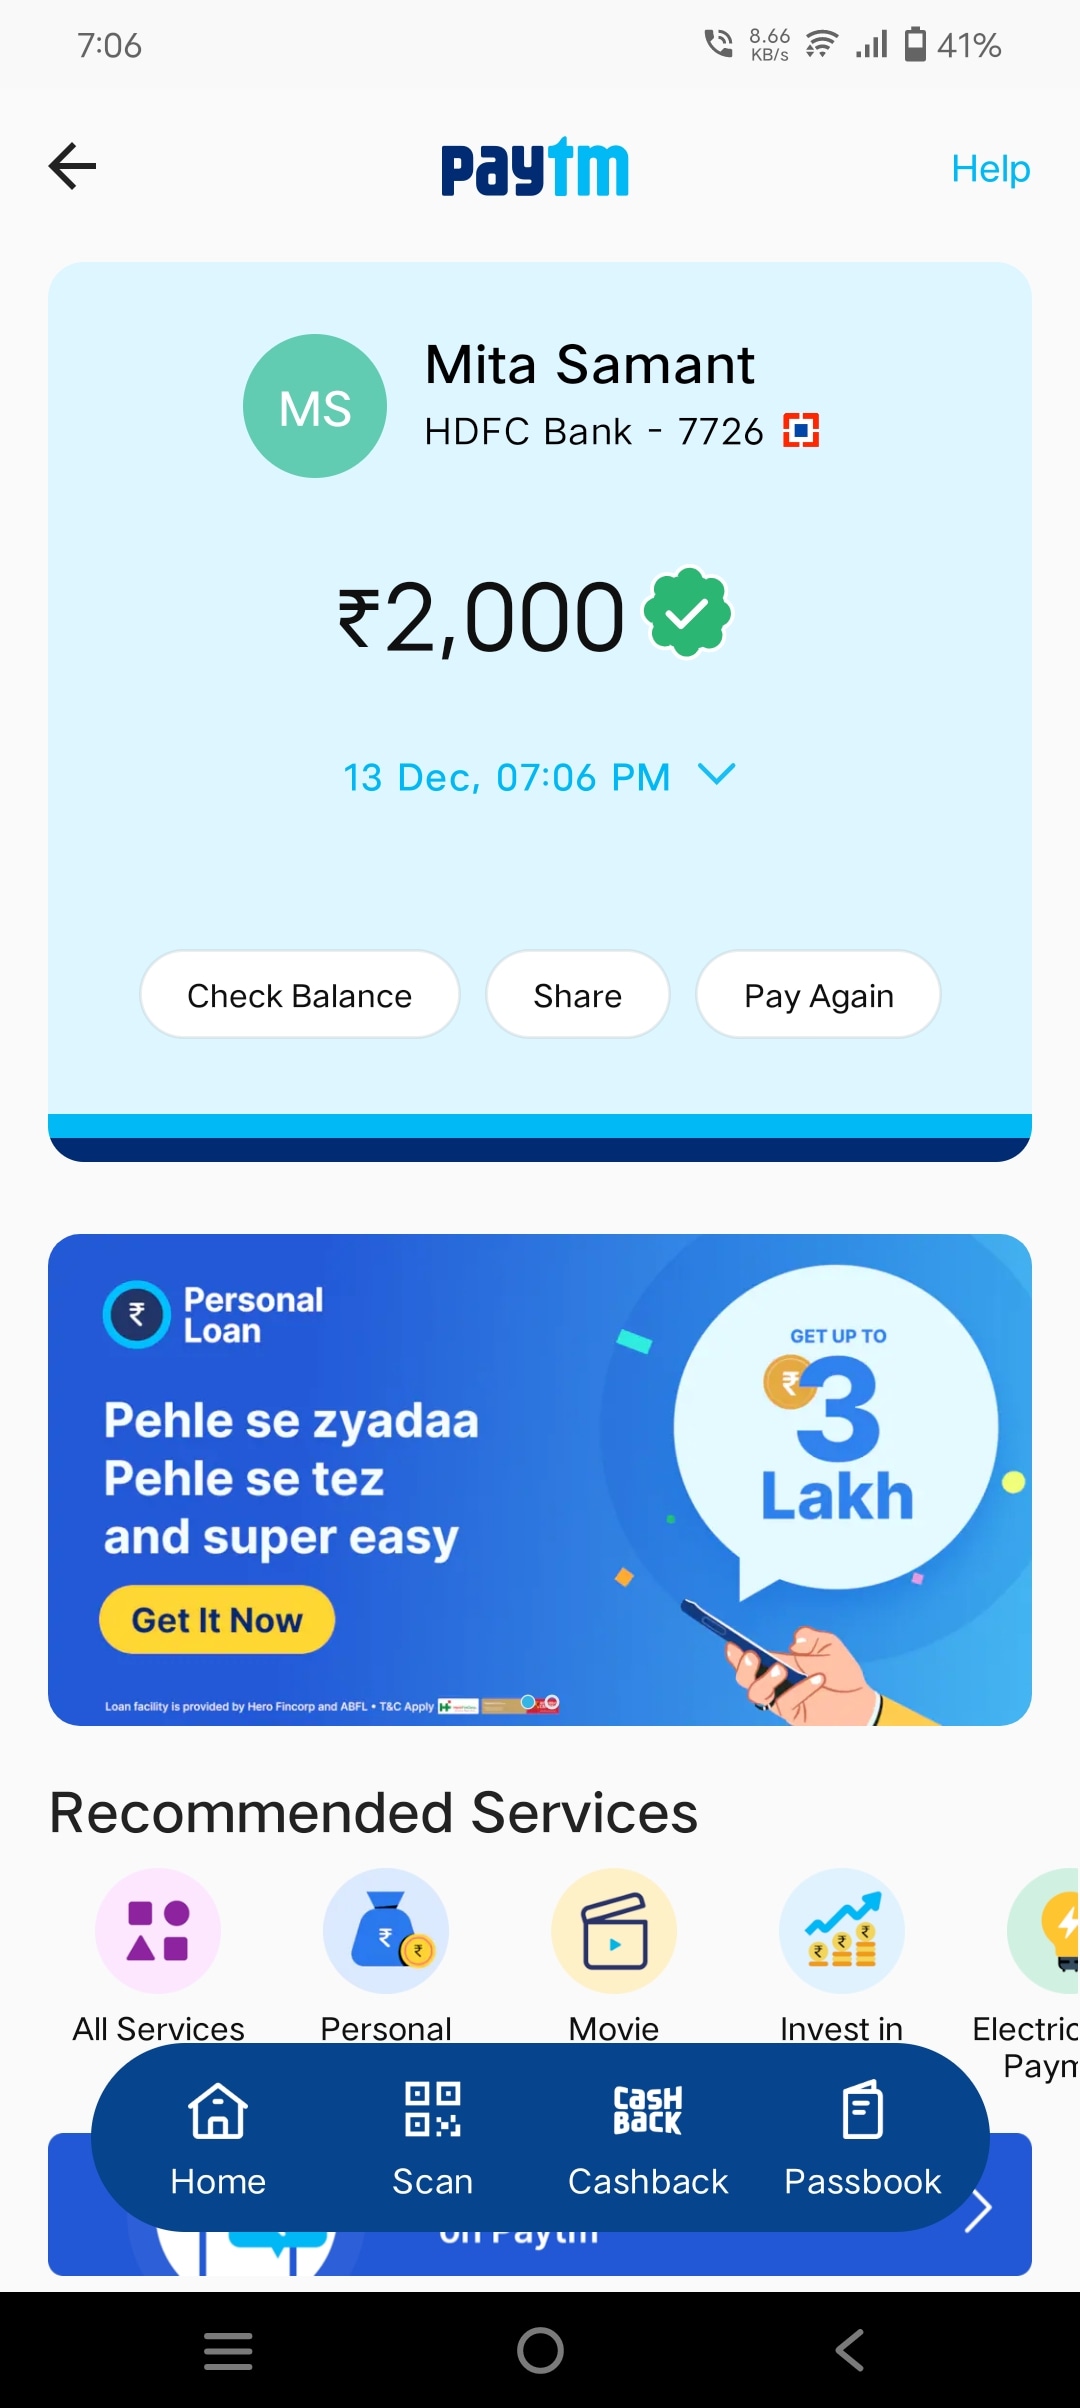 7:06
8.66
KB/s
41%
paytm
Help
MS
Mita Samant
HDFC Bank - 7726
₹2,000
13 Dec, 07:06 PM
Check Balance
Share
Pay Again
₹
Personal
Loan
Pehle se zyadaa
Pehle se tez
and super easy
Get It Now
Loan facility is provided by Hero Fincorp and ABFL • T&C Apply
GET UP TO
₹
3
Lakh
Recommended Services
All Services
Personal
Movie
Invest in
Electric
Paym
Home
Scan
CASH
BACK
Cashback
Passbook
on Paytm